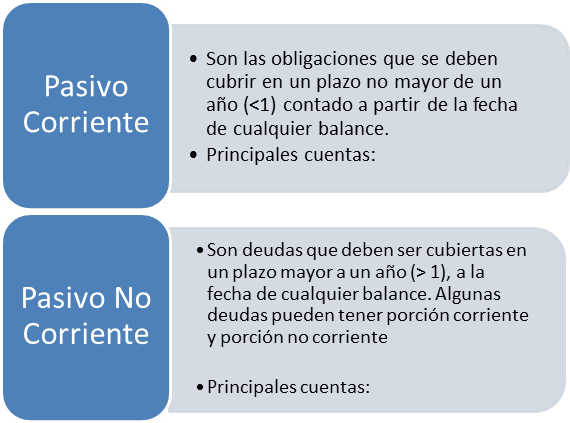 Pasivo
Corriente
• Son las obligaciones que se deben
cubrir en un plazo no mayor de un
año (<1) contado a partir de la fecha
de cualquier balance.
• Principales cuentas:
Pasivo No
Corriente
• Son deudas que deben ser cubiertas en
un plazo mayor a un año (> 1), a la
fecha de cualquier balance. Algunas
deudas pueden tener porción corriente
y porción no corriente
• Principales cuentas: